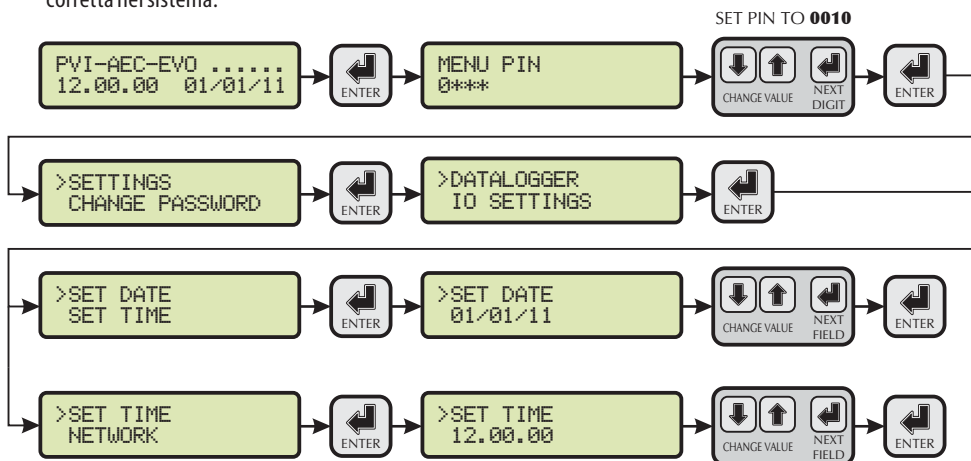 corretta nel sistema.
SET PIN TO 0010
PVI-AEC-EVO ......
12.00.00 01/01/11
ENTER
MENU PIN
0***
CHANGE VALUE
NEXT
DIGIT
ENTER
>SETTINGS
CHANGE PASSWORD
ENTER
>DATALOGGER
IO SETTINGS
ENTER
>SET DATE
SET TIME
ENTER
>SET DATE
01/01/11
CHANGE VALUE
NEXT
FIELD
ENTER
>SET TIME
NETWORK
ENTER
>SET TIME
12.00.00
CHANGE VALUE
NEXT
FIELD
ENTER